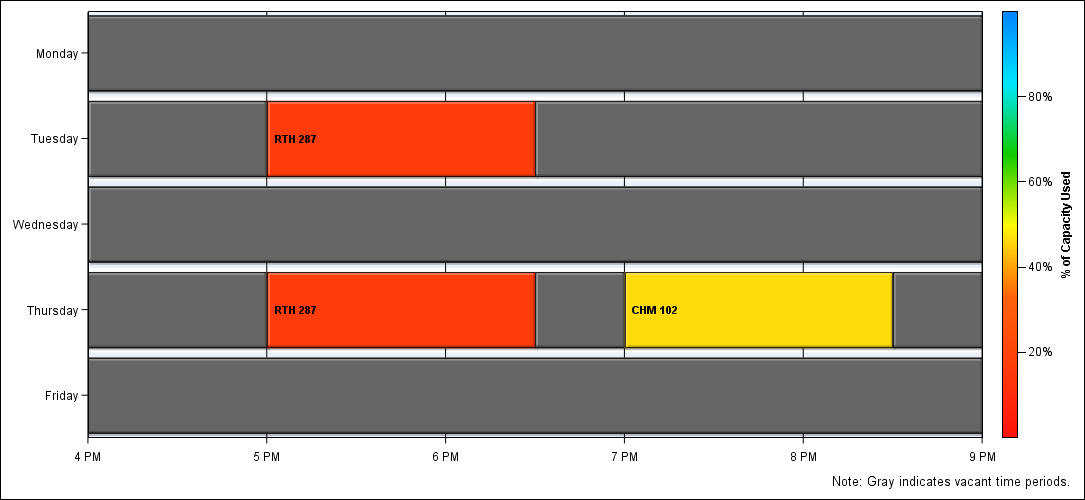 Monday
Tuesday
RTH 287
Wednesday
Thursday
RTH 287
CHM 102
Friday
4 PM
5 PM
6 PM
7 PM
8 PM
9 PM
80%
60%
40%
20%
% of Capacity Used
Note: Gray indicates vacant time periods.